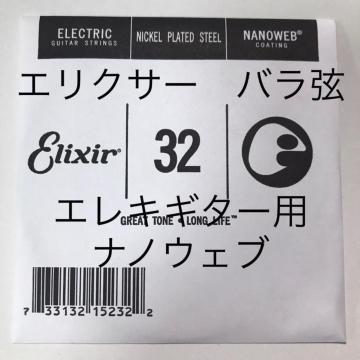 ELECTRIC
GUITAR STRINGS
NICKEL PLATED STEEL
NANOWEB®
COATING
エリクサー　バラ弦
Elixir®
32
エレキギター用
GREAT TONE • LONG LIFE™
ナノウェブ
7 33132 15232 2